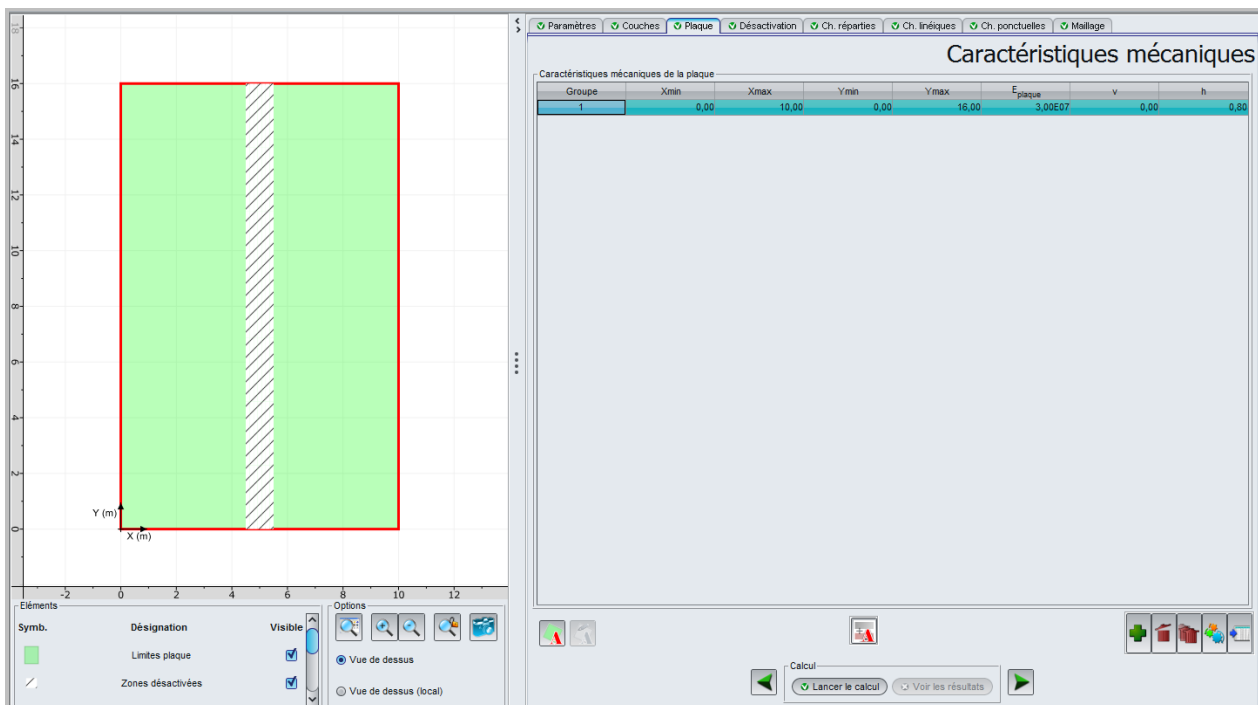 Paramètres Couches Plaque Désactivation Ch. réparties Ch. linéiques Ch. ponctuelles Maillage
Caractéristiques mécaniques
Caractéristiques mécaniques de la plaque
Groupe Xmin Xmax Ymin Ymax E plaque v h
1 0,00 10,00 0,00 16,00 3,00E07 0,00 0,80
18
16
14
12
10
8
6
4
2
0
Y (m)
X (m)
-2 0 2 4 6 8 10 12
Eléments
Symb. Désignation Visible
Limites plaque
Zones désactivées
Options
Vue de dessus
Vue de dessus (local)
Calcul
Lancer le calcul Voir les résultats